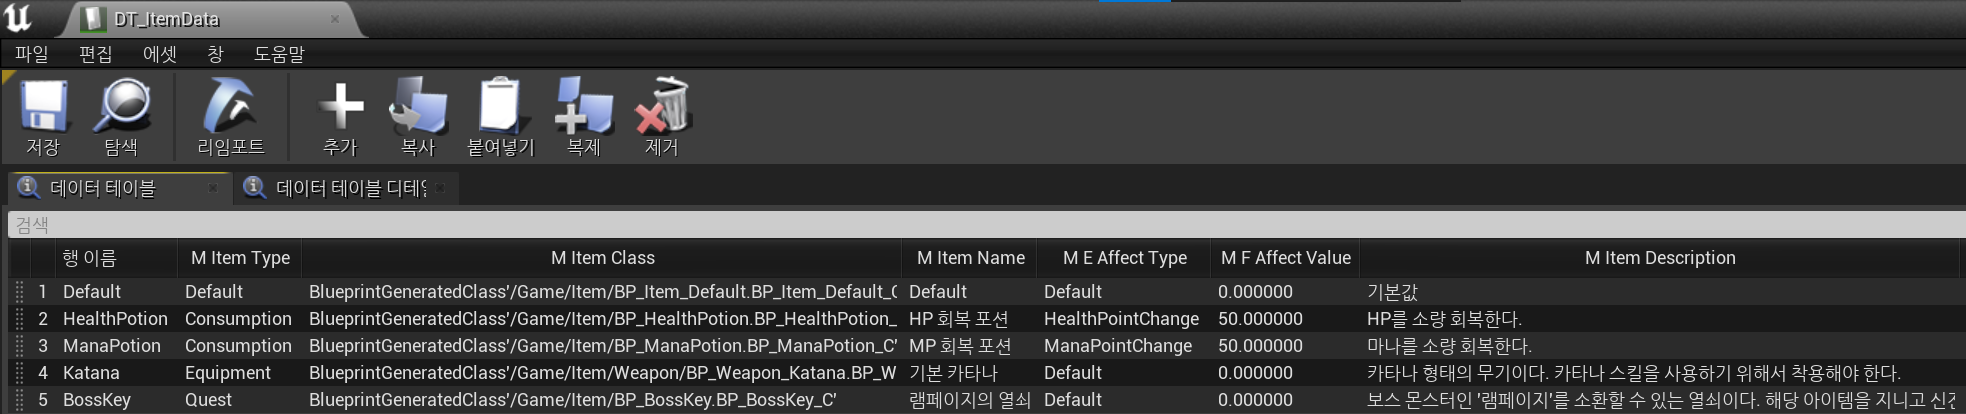 DT_ItemData
파일 편집 에셋 창 도움말
저장 탐색 리임포트 추가 복사 붙여넣기 복제 제거
데이터 테이블 데이터 테이블 디테일
검색
행 이름 M Item Type M Item Class M Item Name M E Affect Type M F Affect Value M Item Description
1 Default Default BlueprintGeneratedClass'/Game/Item/BP_Item_Default.BP_Item_Default_C Default Default 0.000000 기본값
2 HealthPotion Consumption BlueprintGeneratedClass'/Game/Item/BP_HealthPotion.BP_HealthPotion_ HP 회복 포션 HealthPointChange 50.000000 HP를 소량 회복한다.
3 ManaPotion Consumption BlueprintGeneratedClass'/Game/Item/BP_ManaPotion.BP_ManaPotion_C' MP 회복 포션 ManaPointChange 50.000000 마나를 소량 회복한다.
4 Katana Equipment BlueprintGeneratedClass'/Game/Item/Weapon/BP_Weapon_Katana.BP_W 기본 카타나 Default 0.000000 카타나 형태의 무기이다. 카타나 스킬을 사용하기 위해서 착용해야 한다.
5 BossKey Quest BlueprintGeneratedClass'/Game/Item/BP_BossKey.BP_BossKey_C' 램페이지의 열쇠 Default 0.000000 보스 몬스터인 '램페이지'를 소환할 수 있는 열쇠이다. 해당 아이템을 지니고